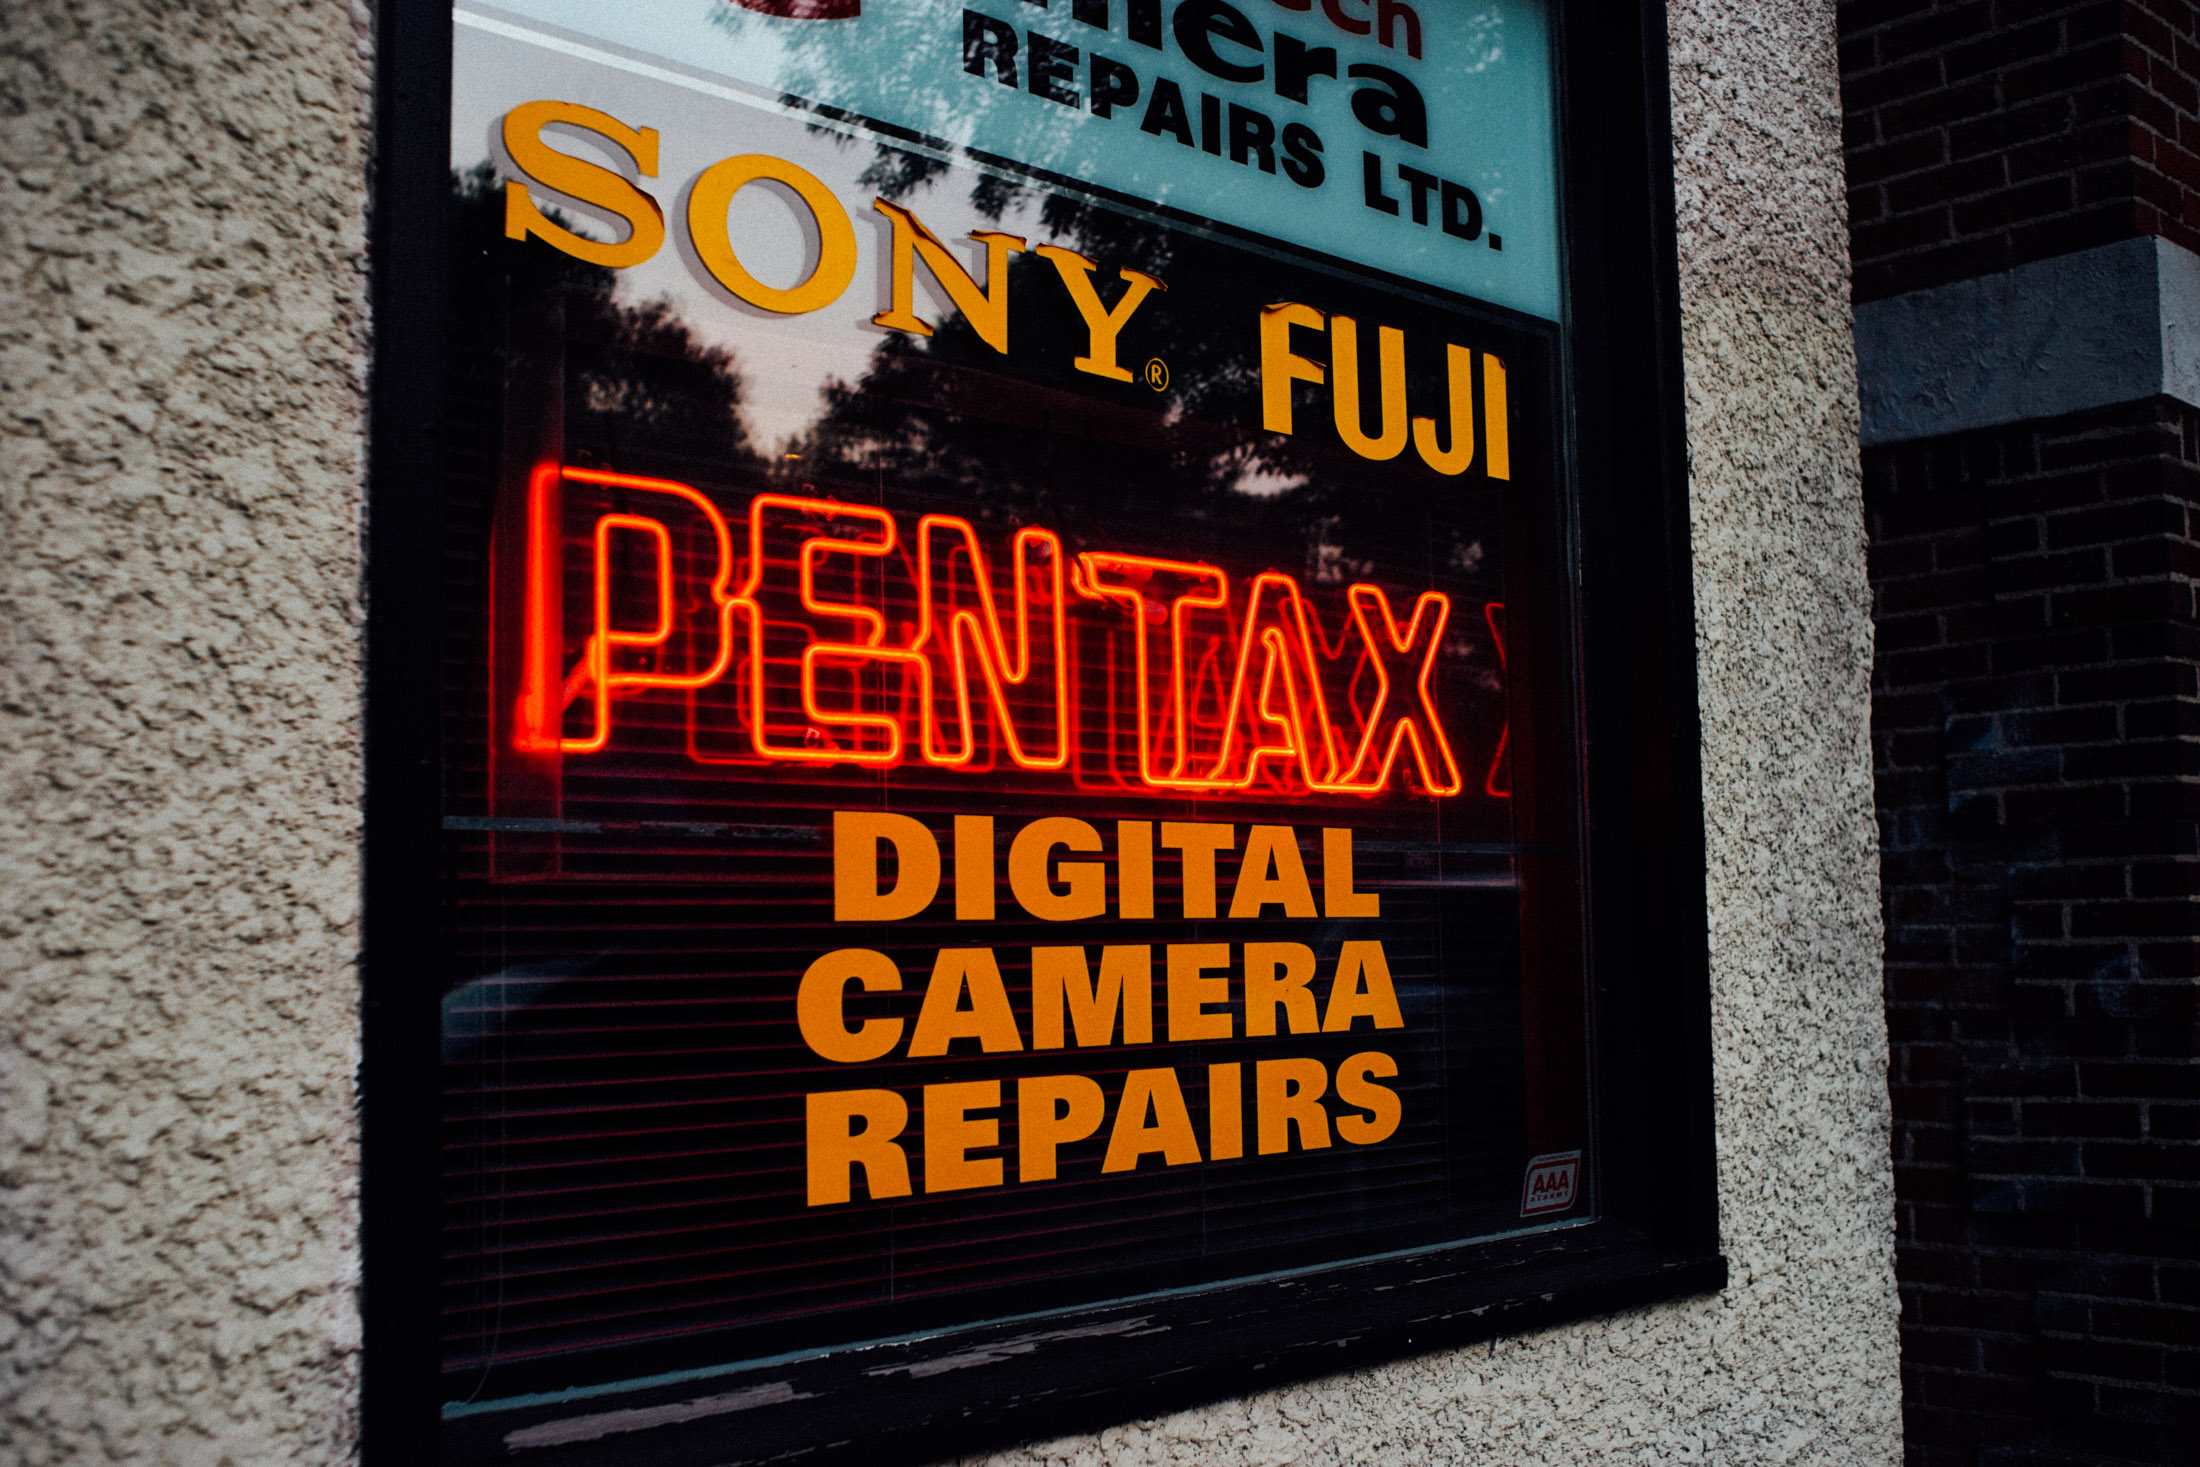 REPAIRS LTD.
SONY® FUJI
PENTAX
DIGITAL
CAMERA
REPAIRS
AAA